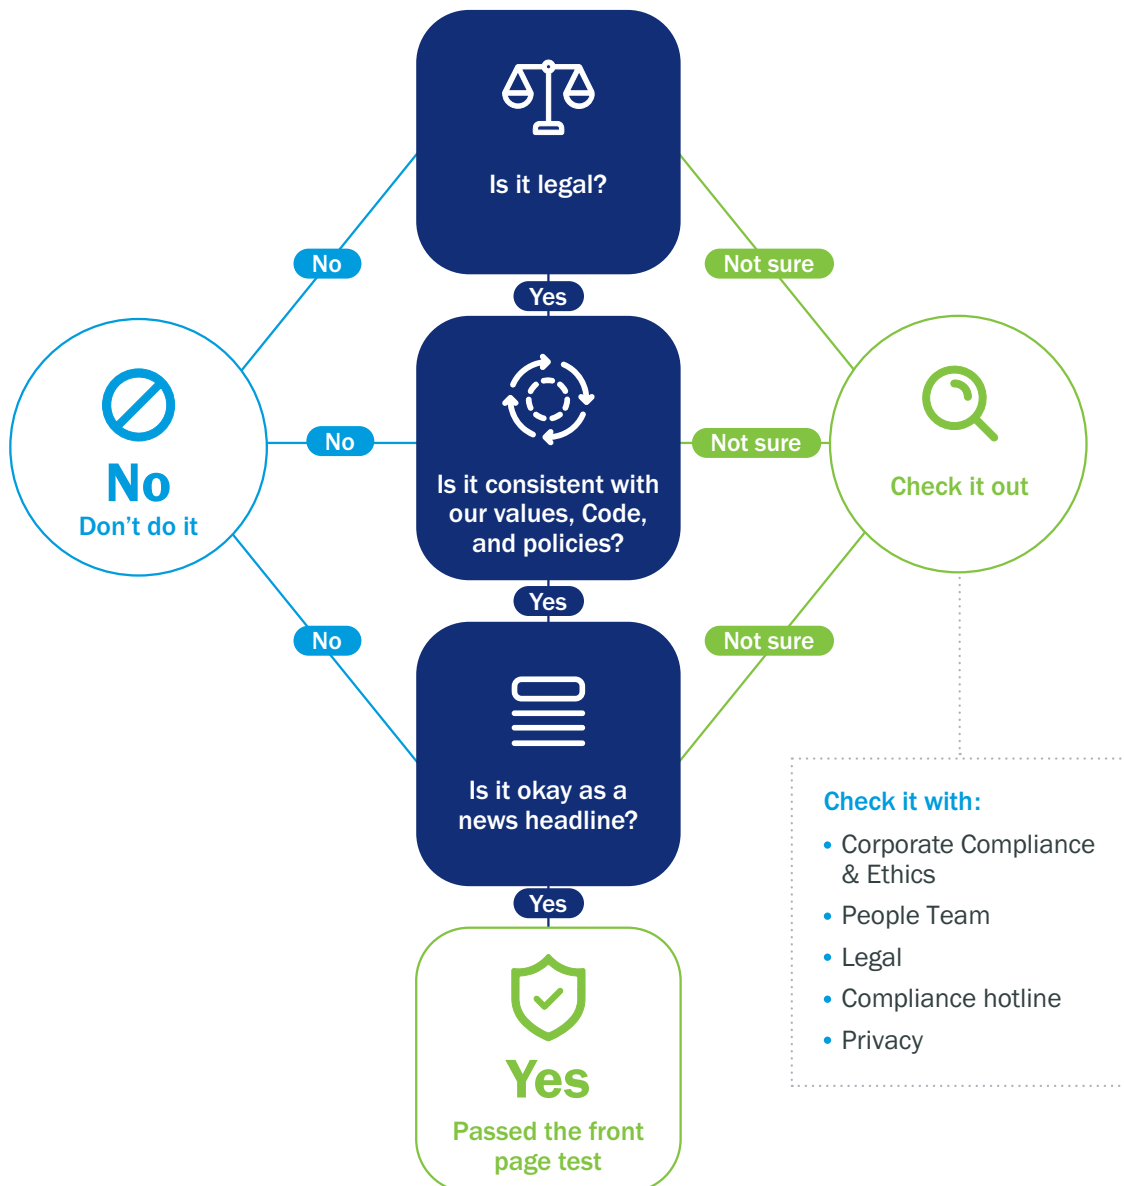 Is it legal?
No
Not sure
Yes
No
Don’t do it
No
Is it consistent with
our values, Code,
and policies?
Not sure
Check it out
Yes
No
Not sure
Is it okay as a
news headline?
Yes
Yes
Passed the front
page test
Check it with:
• Corporate Compliance
& Ethics
• People Team
• Legal
• Compliance hotline
• Privacy